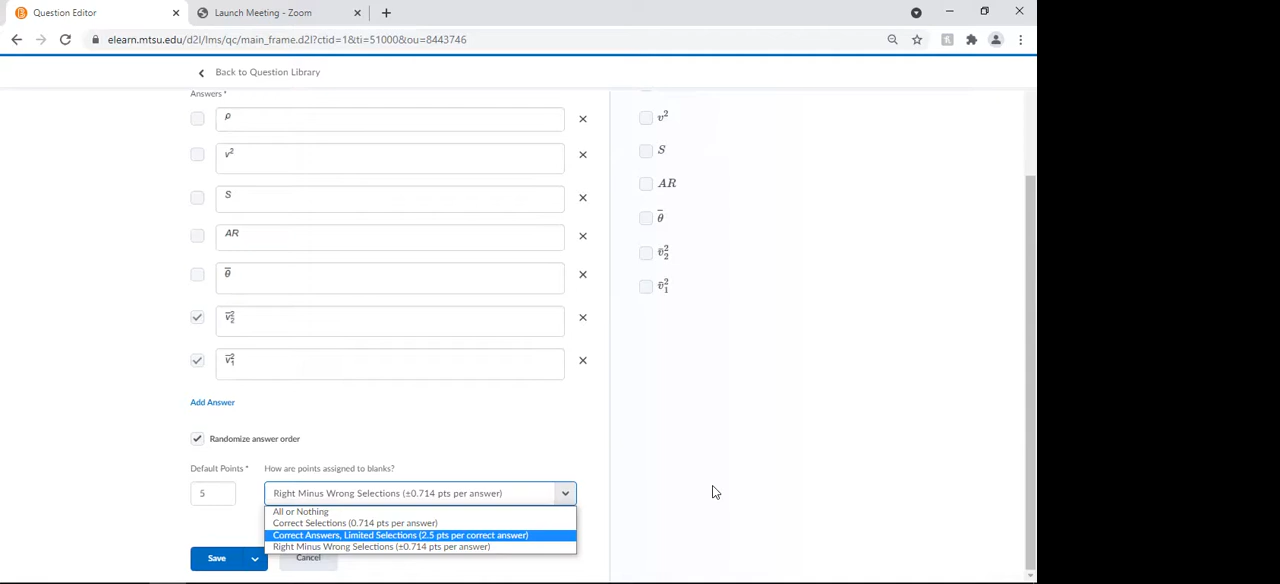 Question Editor
Launch Meeting - Zoom
elearn.mtsu.edu/d2l/lms/qc/main_frame.d2l?ctid=1&ti=51000&ou=8443746
Back to Question Library
Answers *
ρ
v²
S
AR
θ̄
v̄₂²
v̄₁²
v²
S
AR
θ̄
v̄₂²
v̄₁²
Add Answer
Randomize answer order
Default Points * How are points assigned to blanks?
5 Right Minus Wrong Selections (±0.714 pts per answer)
All or Nothing
Correct Selections (0.714 pts per answer)
Correct Answers, Limited Selections (2.5 pts per correct answer)
Right Minus Wrong Selections (±0.714 pts per answer)
Save Cancel